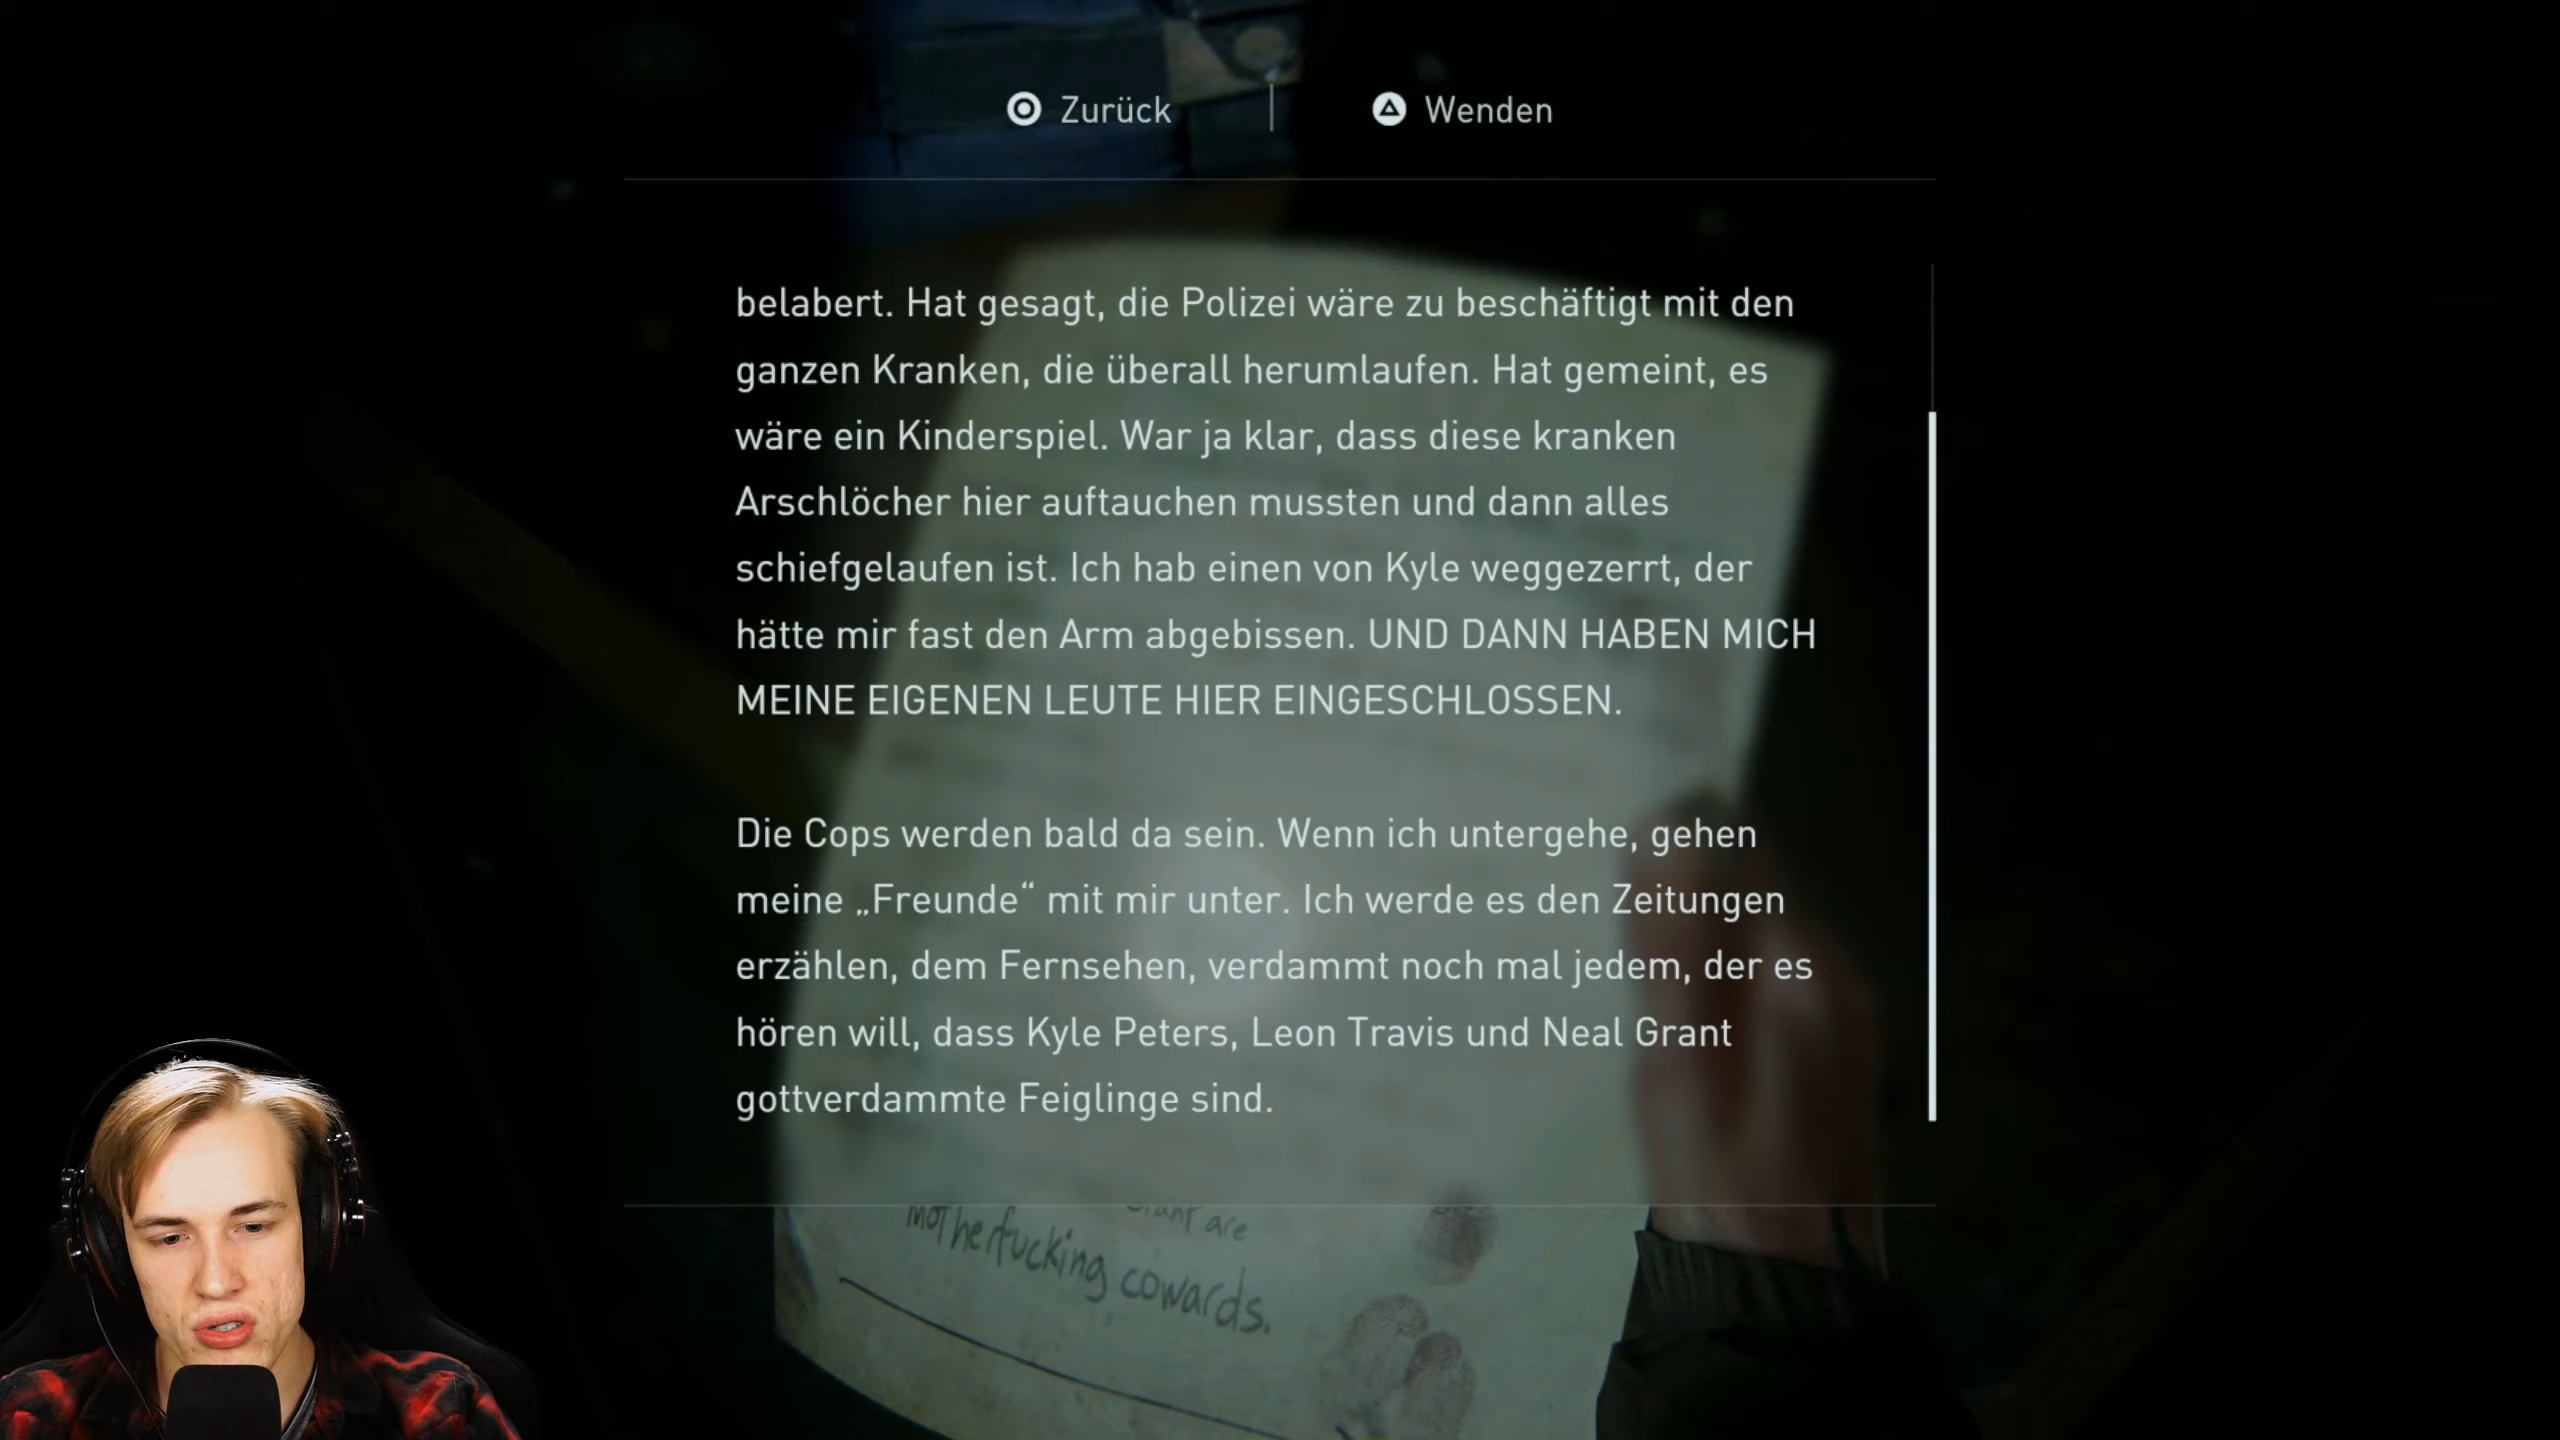 Zurück
Wenden
belabert. Hat gesagt, die Polizei wäre zu beschäftigt mit den
ganzen Kranken, die überall herumlaufen. Hat gemeint, es
wäre ein Kinderspiel. War ja klar, dass diese kranken
Arschlöcher hier auftauchen mussten und dann alles
schiefgelaufen ist. Ich hab einen von Kyle weggezerrt, der
hätte mir fast den Arm abgebissen. UND DANN HABEN MICH
MEINE EIGENEN LEUTE HIER EINGESCHLOSSEN.
Die Cops werden bald da sein. Wenn ich untergehe, gehen
meine „Freunde“ mit mir unter. Ich werde es den Zeitungen
erzählen, dem Fernsehen, verdammt noch mal jedem, der es
hören will, dass Kyle Peters, Leon Travis und Neal Grant
gottverdammte Feiglinge sind.
Grant are
motherfucking cowards.